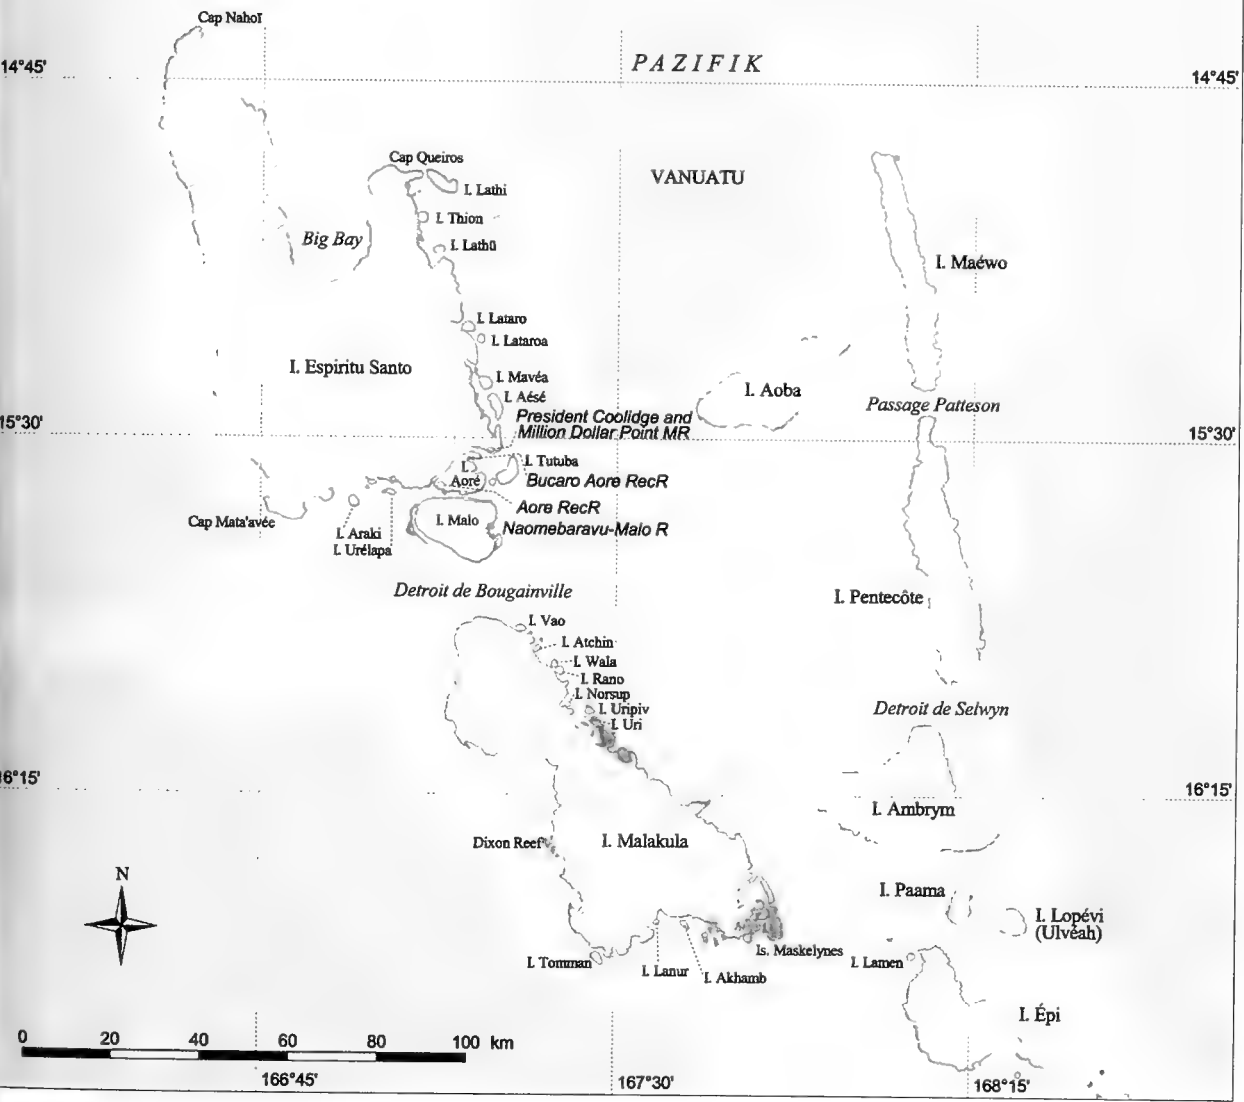 Cap Nahoï
PAZIFIK
14°45'
14°45'
Cap Queiros
VANUATU
I. Lathi
I. Thion
Big Bay
I. Lathü
I. Maéwo
I. Lataro
I. Lataroa
I. Espiritu Santo
I. Mavéa
I. Aoba
I. Aésé
Passage Patteson
President Coolidge and
Million Dollar Point MR
15°30'
15°30'
I. Tutuba
I.
Aoré
Bucaro Aore RecR
Aore RecR
Cap Mata'avée
I. Malo
Naomebaravu-Malo R
I. Araki
I. Urélapa
Detroit de Bougainville
I. Pentecôte
I. Vao
I. Atchin
I. Wala
I. Rano
I. Norsup
I. Uripiv
Detroit de Selwyn
I. Uri
6°15'
16°15'
I. Ambrym
Dixon Reef
I. Malakula
N
I. Paama
I. Lopévi
(Ulvéah)
Is. Maskelynes
I. Tomman
I. Lanur
I. Akhamb
I. Lamen
I. Épi
0 20 40 60 80 100 km
166°45'
167°30'
168°15'